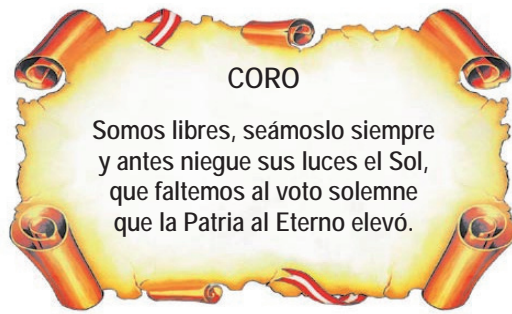 CORO
Somos libres, seámoslo siempre
y antes niegue sus luces el Sol,
que faltemos al voto solemne
que la Patria al Eterno elevó.